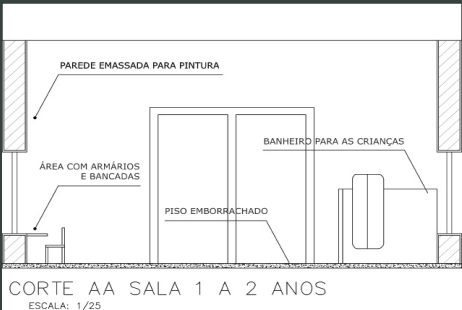 PAREDE EMASSADA PARA PINTURA
BANHEIRO PARA AS CRIANÇAS
ÁREA COM ARMÁRIOS
E BANCADAS
PISO EMBORRACHADO
CORTE AA SALA 1 A 2 ANOS
ESCALA: 1/25